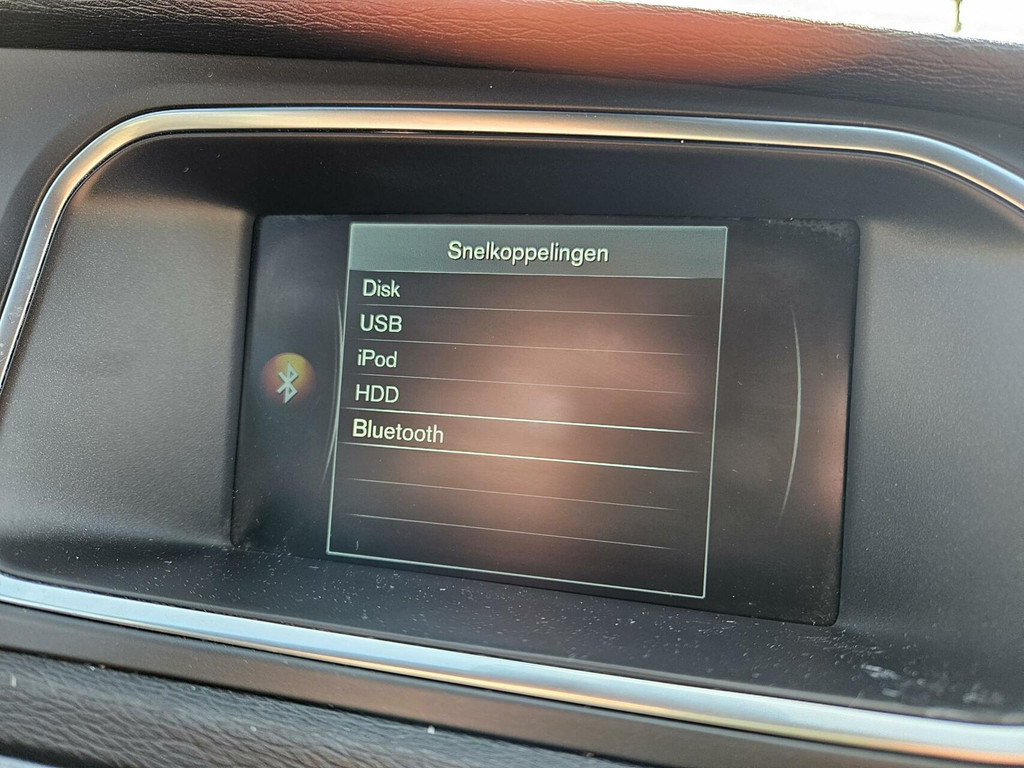 Snelkoppelingen
Disk
USB
iPod
HDD
Bluetooth